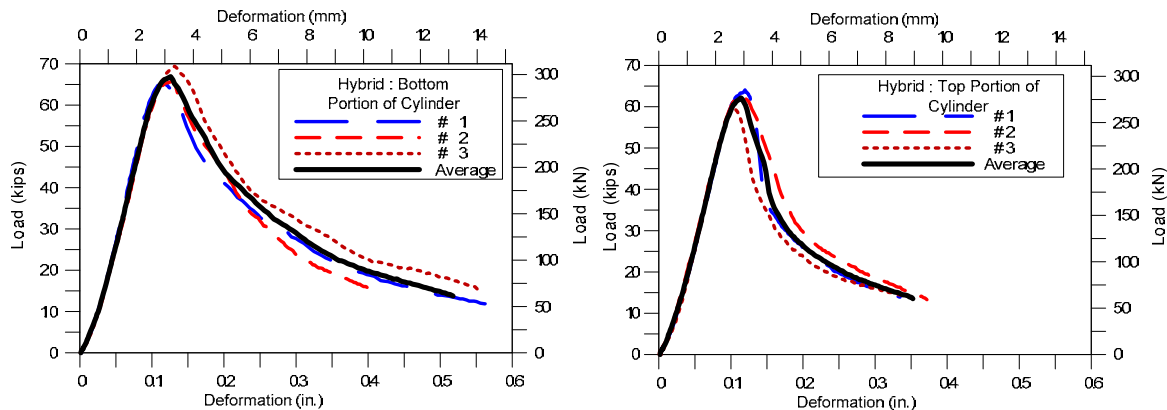 Deformation (mm)
0 2 4 6 8 10 12 14
70
60
50
40
30
20
10
0
Load (kips)
Hybrid : Bottom
Portion of Cylinder
# 1
# 2
# 3
Average
300
250
200
150
100
50
0
Load (kN)
0 0.1 0.2 0.3 0.4 0.5 0.6
Deformation (in.)
Deformation (mm)
0 2 4 6 8 10 12 14
70
60
50
40
30
20
10
0
Load (kips)
Hybrid : Top Portion of
Cylinder
#1
#2
#3
Average
300
250
200
150
100
50
0
Load (kN)
0 0.1 0.2 0.3 0.4 0.5 0.6
Deformation (in.)